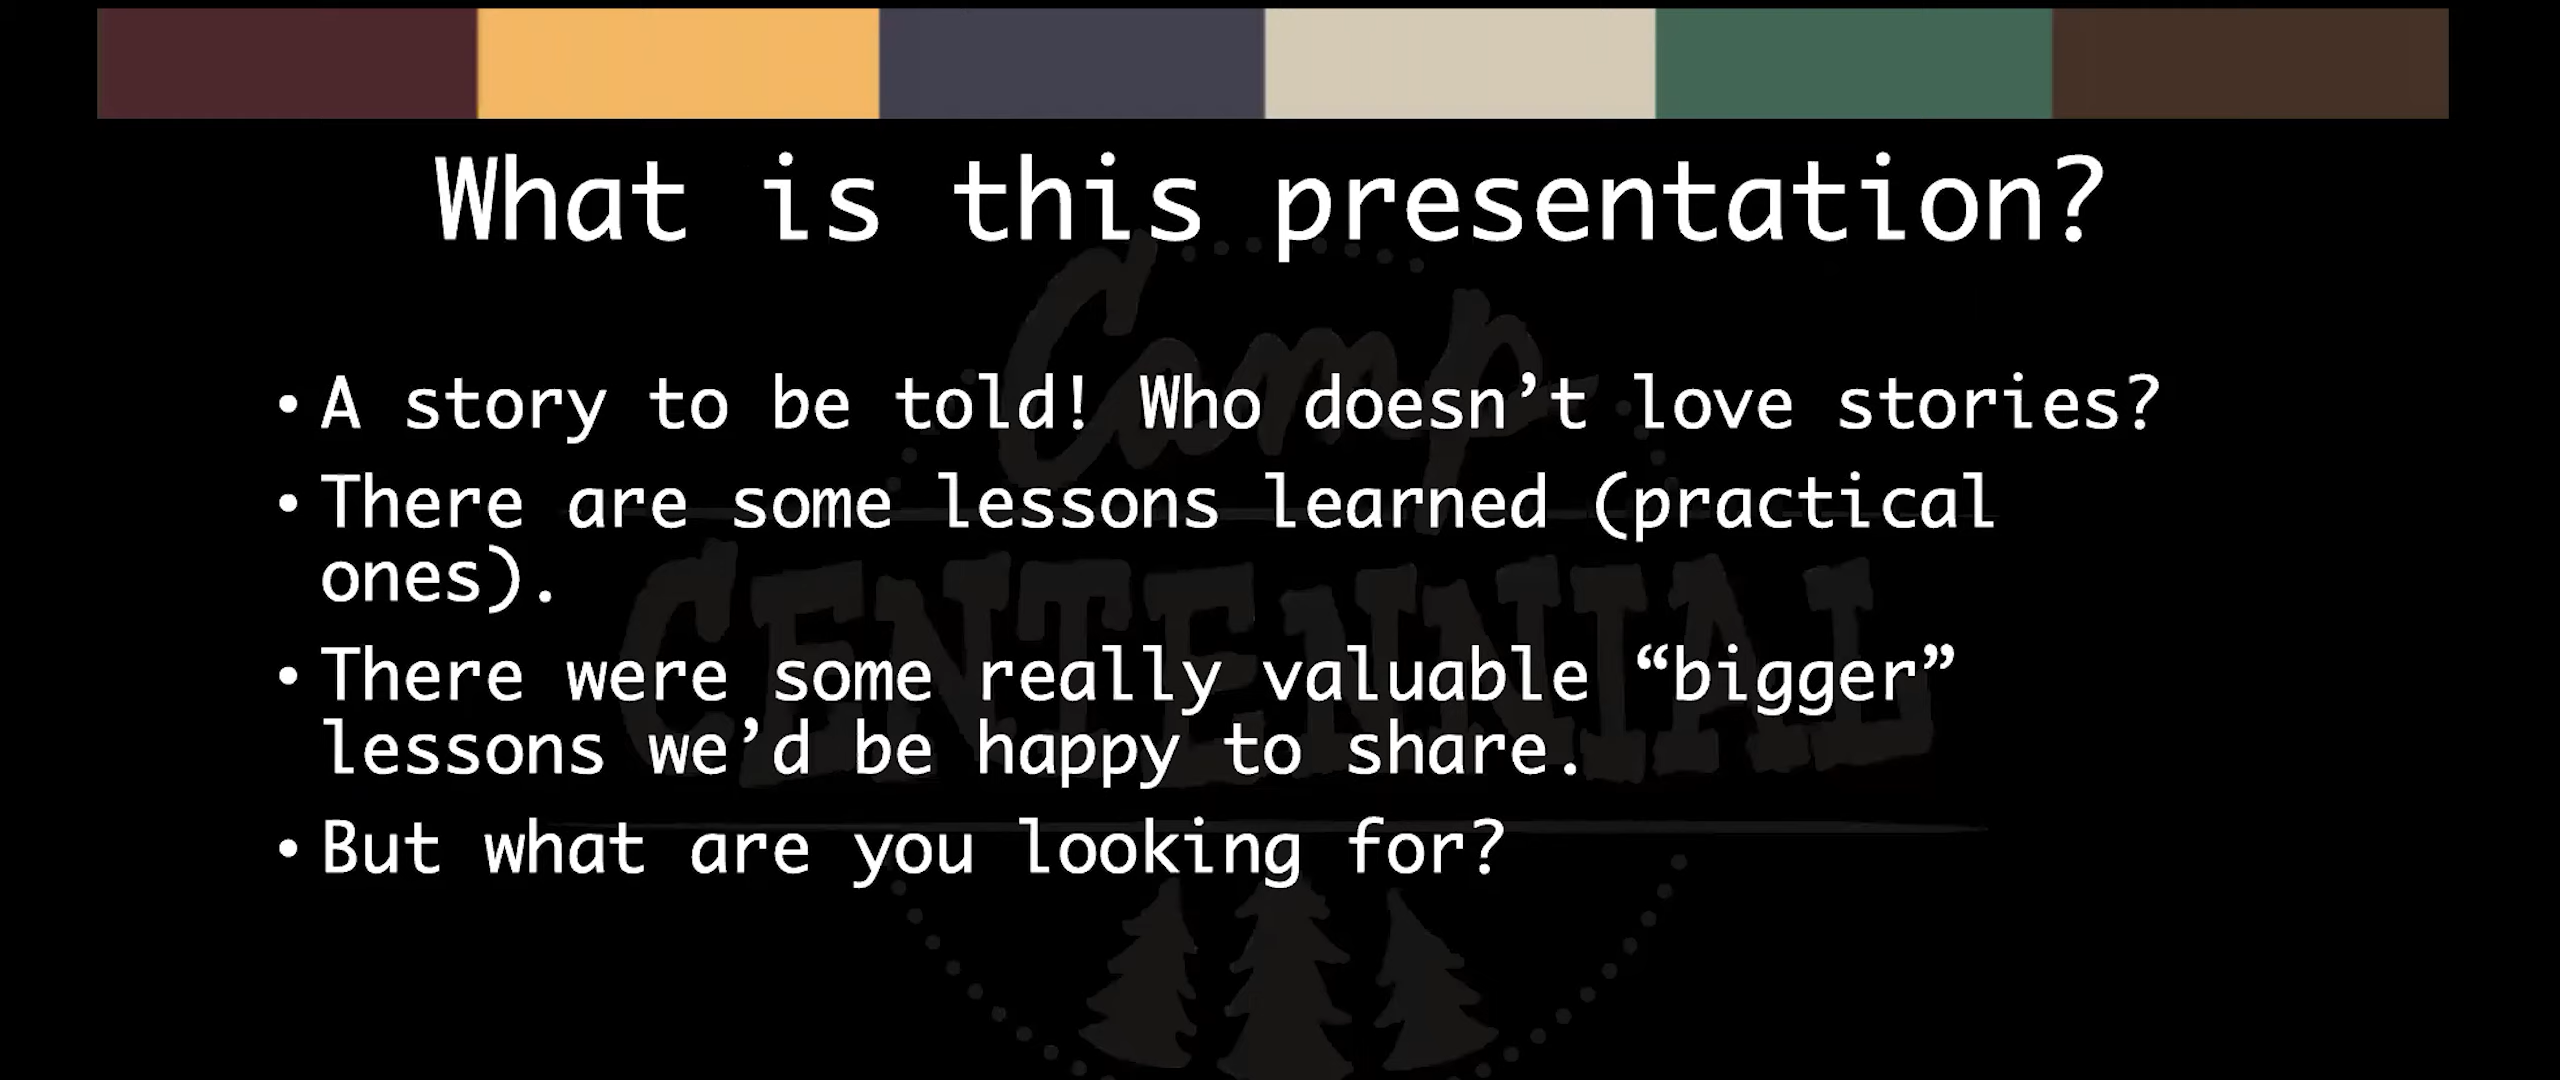 What is this presentation?
Camp
CENTENNIAL
• A story to be told! Who doesn’t love stories?
• There are some lessons learned (practical
ones).
• There were some really valuable “bigger”
lessons we’d be happy to share.
• But what are you looking for?